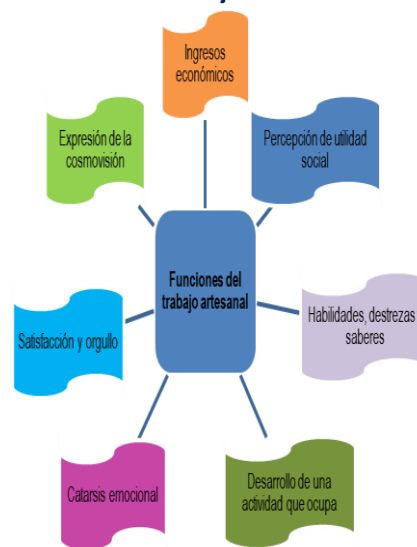 Ingresos
económicos
Expresión de la
cosmovisión
Percepción de utilidad
social
Funciones del
trabajo artesanal
Satisfacción y orgullo
Habilidades, destrezas
saberes
Catarsis emocional
Desarrollo de una
actividad que ocupa